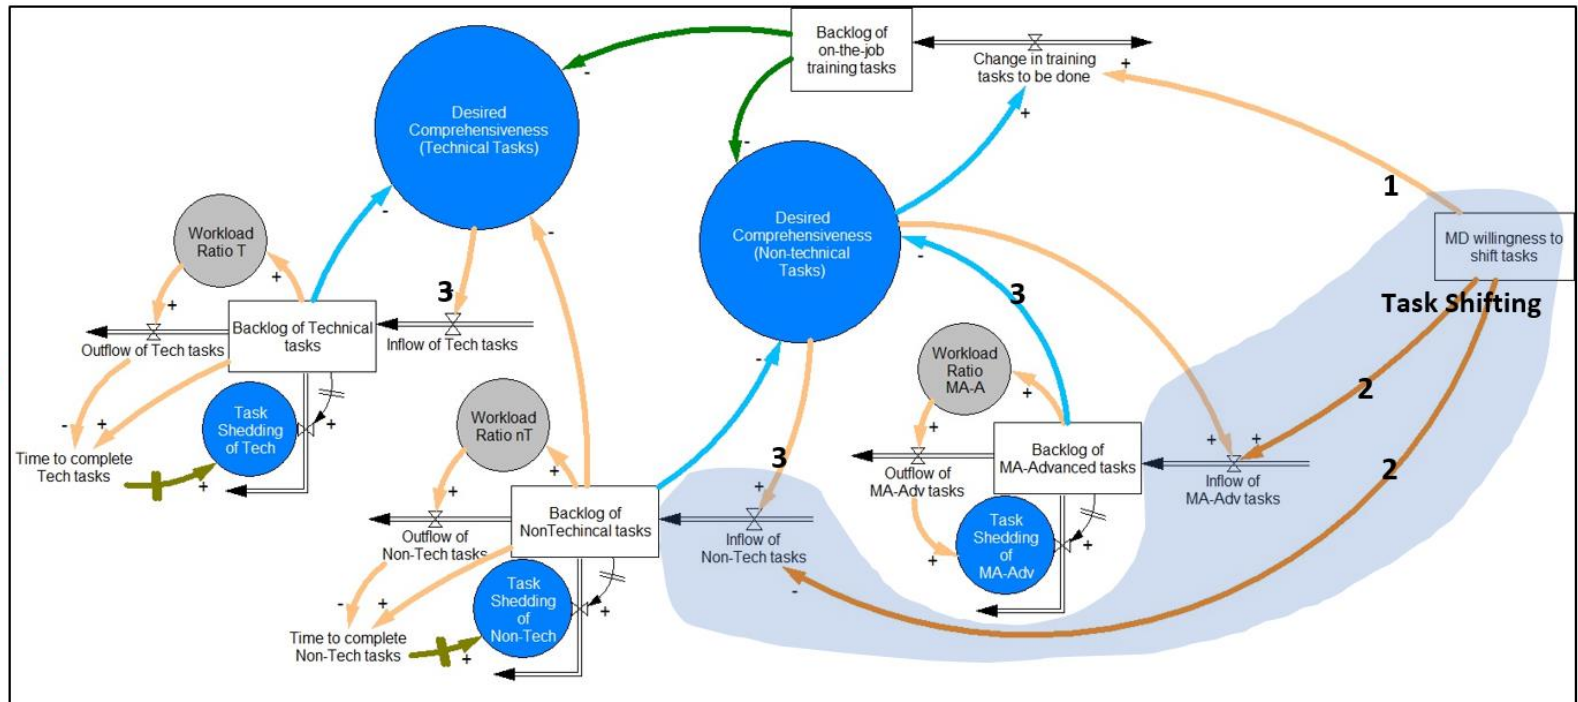 Backlog of
on-the-job
training tasks
Change in training
tasks to be done
+
-
+
-
Desired
Comprehensiveness
(Technical Tasks)
1
Desired
Comprehensiveness
(Non-technical
Tasks)
MD willingness to
shift tasks
Task Shifting
-
-
-
Workload
Ratio T
+
+
3
+
Backlog of Technical
tasks
Outflow of Tech tasks
Inflow of Tech tasks
3
-
Workload
Ratio
MA-A
+
+
2
Task
Shedding
of Tech
+
-
+
Time to complete
Tech tasks
+
Workload
Ratio nT
+
+
3
+
Backlog of
MA-Advanced tasks
Outflow of
MA-Adv tasks
+
+
Inflow of
MA-Adv tasks
2
Backlog of
NonTechincal tasks
Outflow of
Non-Tech tasks
Inflow of
Non-Tech tasks
Task
Shedding
of
MA-Adv
+
+
-
Task
Shedding
of
Non-Tech
+
-
+
Time to complete
Non-Tech tasks
+